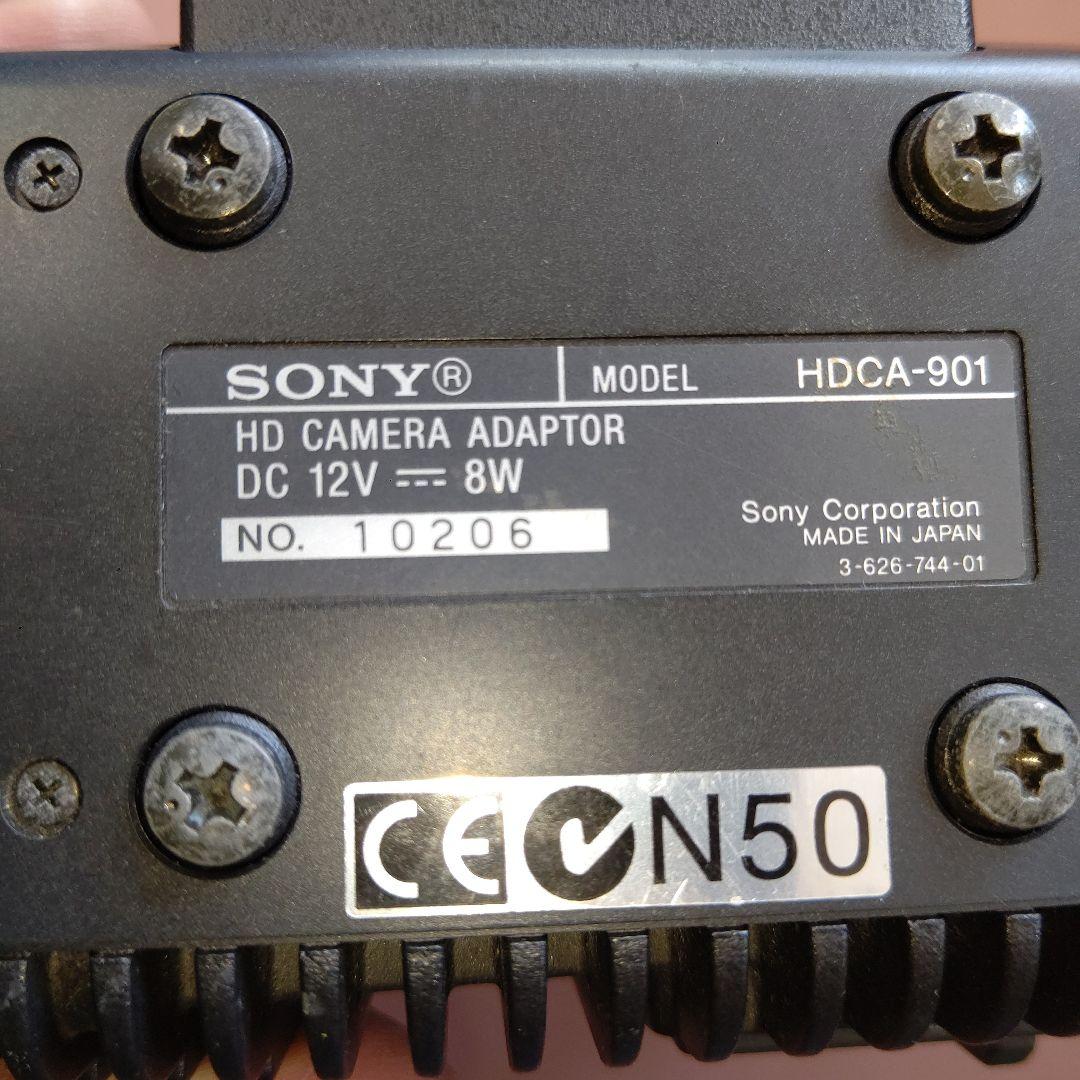 SONY® MODEL HDCA-901
HD CAMERA ADAPTOR
DC 12V ⎓ 8W
NO. 10206
Sony Corporation
MADE IN JAPAN
3-626-744-01
CE N50